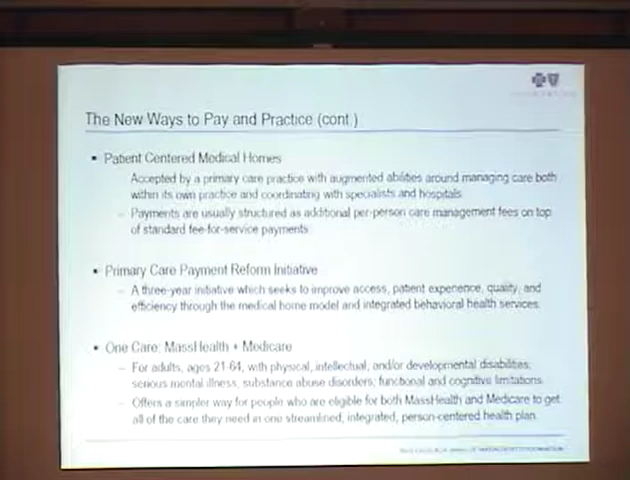 The New Ways to Pay and Practice (cont.)
▪ Patient Centered Medical Homes
Accepted by a primary care practice with augmented abilities around managing care both
within its own practice and coordinating with specialists and hospitals.
– Payments are usually structured as additional per-person care management fees on top
of standard fee-for-service payments
▪ Primary Care Payment Reform Initiative
– A three-year initiative which seeks to improve access, patient experience, quality, and
efficiency through the medical home model and integrated behavioral health services.
▪ One Care: MassHealth + Medicare
– For adults, ages 21-64, with physical, intellectual, and/or developmental disabilities;
serious mental illness; substance abuse disorders; functional and cognitive limitations.
– Offers a simpler way for people who are eligible for both MassHealth and Medicare to get
all of the care they need in one streamlined, integrated, person-centered health plan.